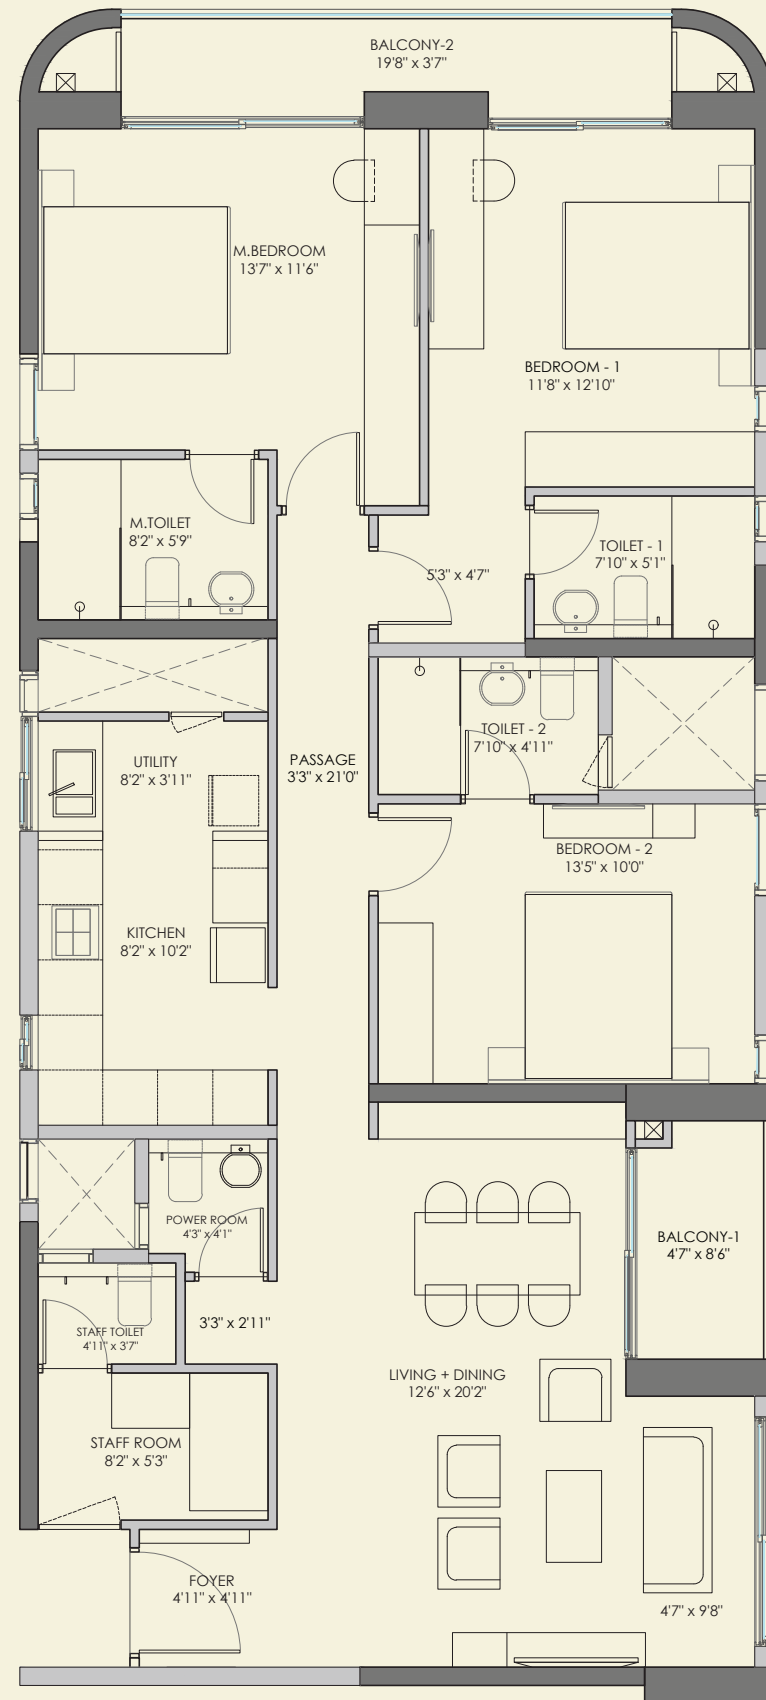 BALCONY-2
19'8" x 3'7"
M.BEDROOM
13'7" x 11'6"
BEDROOM - 1
11'8" x 12'10"
M.TOILET
8'2" x 5'9"
TOILET - 1
7'10" x 5'1"
5'3" x 4'7"
TOILET - 2
7'10" x 4'11"
UTILITY
8'2" x 3'11"
PASSAGE
3'3" x 21'0"
BEDROOM - 2
13'5" x 10'0"
KITCHEN
8'2" x 10'2"
POWER ROOM
4'3" x 4'1"
BALCONY-1
4'7" x 8'6"
3'3" x 2'11"
STAFF TOILET
4'11" x 3'7"
LIVING + DINING
12'6" x 20'2"
STAFF ROOM
8'2" x 5'3"
FOYER
4'11" x 4'11"
4'7" x 9'8"